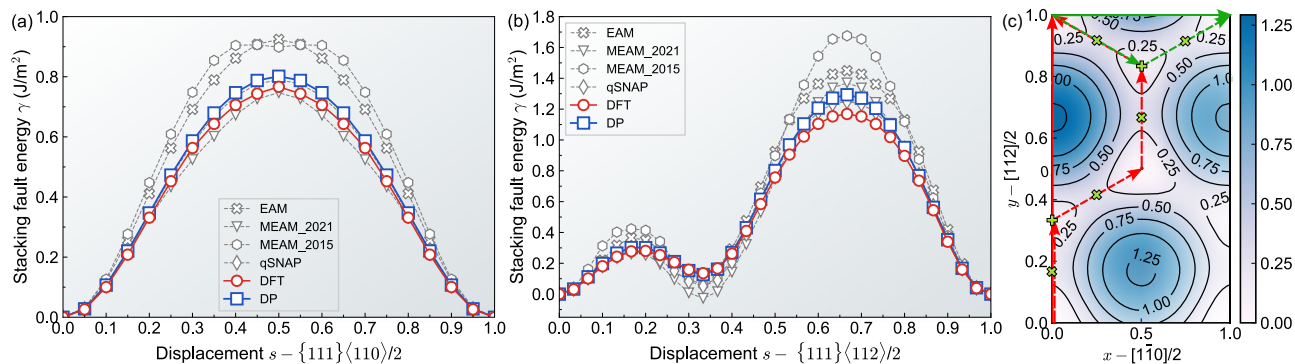 (a)
Stacking fault energy γ (J/m²)
1.0
0.8
0.6
0.4
0.2
0.0
EAM
MEAM_2021
MEAM_2015
qSNAP
DFT
DP
0.0 0.1 0.2 0.3 0.4 0.5 0.6 0.7 0.8 0.9 1.0
Displacement s − {111}⟨110⟩/2
(b)
Stacking fault energy γ (J/m²)
1.8
1.6
1.4
1.2
1.0
0.8
0.6
0.4
0.2
0.0
EAM
MEAM_2021
MEAM_2015
qSNAP
DFT
DP
0.0 0.1 0.2 0.3 0.4 0.5 0.6 0.7 0.8 0.9 1.0
Displacement s − {111}⟨112⟩/2
(c)
y − [112]/2
1.0
0.8
0.6
0.4
0.2
0.0
0.75
0.25 0.25
0.50 0.50
1.00 1.00
0.75 0.75
0.50 0.50
0.25
0.25 0.25
0.50
0.75
1.25
1.00
0.0 0.5 1.0
x − [11̄0]/2
1.25
1.00
0.75
0.50
0.25
0.00